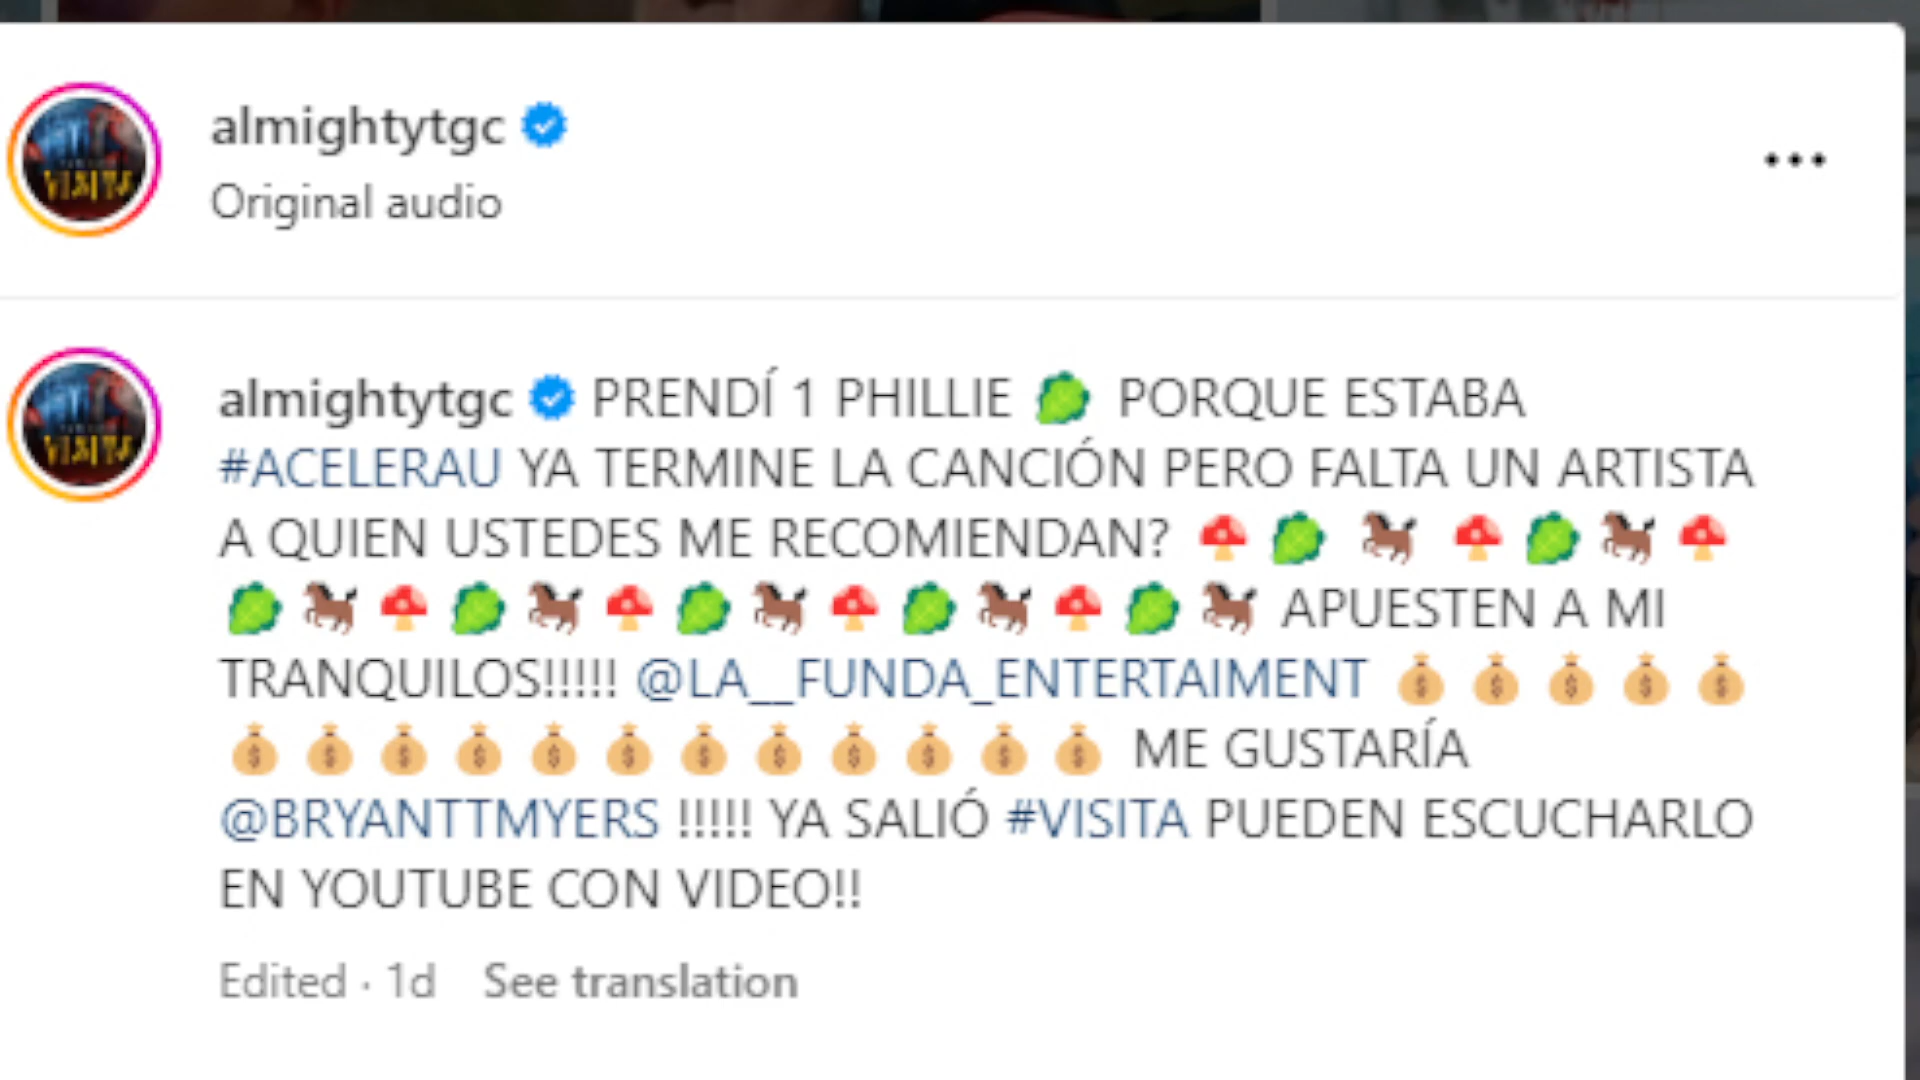 almightytgc
Original audio
almightytgc PRENDÍ 1 PHILLIE 🥬 PORQUE ESTABA
#ACELERAU YA TERMINE LA CANCIÓN PERO FALTA UN ARTISTA
A QUIEN USTEDES ME RECOMIENDAN? 🍄🥬🐎🍄🥬🐎🍄
🥬🐎🍄🥬🐎🍄🥬🐎🍄🥬🐎🍄🥬🐎 APUESTEN A MI
TRANQUILOS!!!!! @LA__FUNDA_ENTERTAIMENT 💰💰💰💰💰
💰💰💰💰💰💰💰💰💰💰💰💰 ME GUSTARÍA
@BRYANTTMYERS !!!!! YA SALIÓ #VISITA PUEDEN ESCUCHARLO
EN YOUTUBE CON VIDEO!!
Edited · 1d See translation